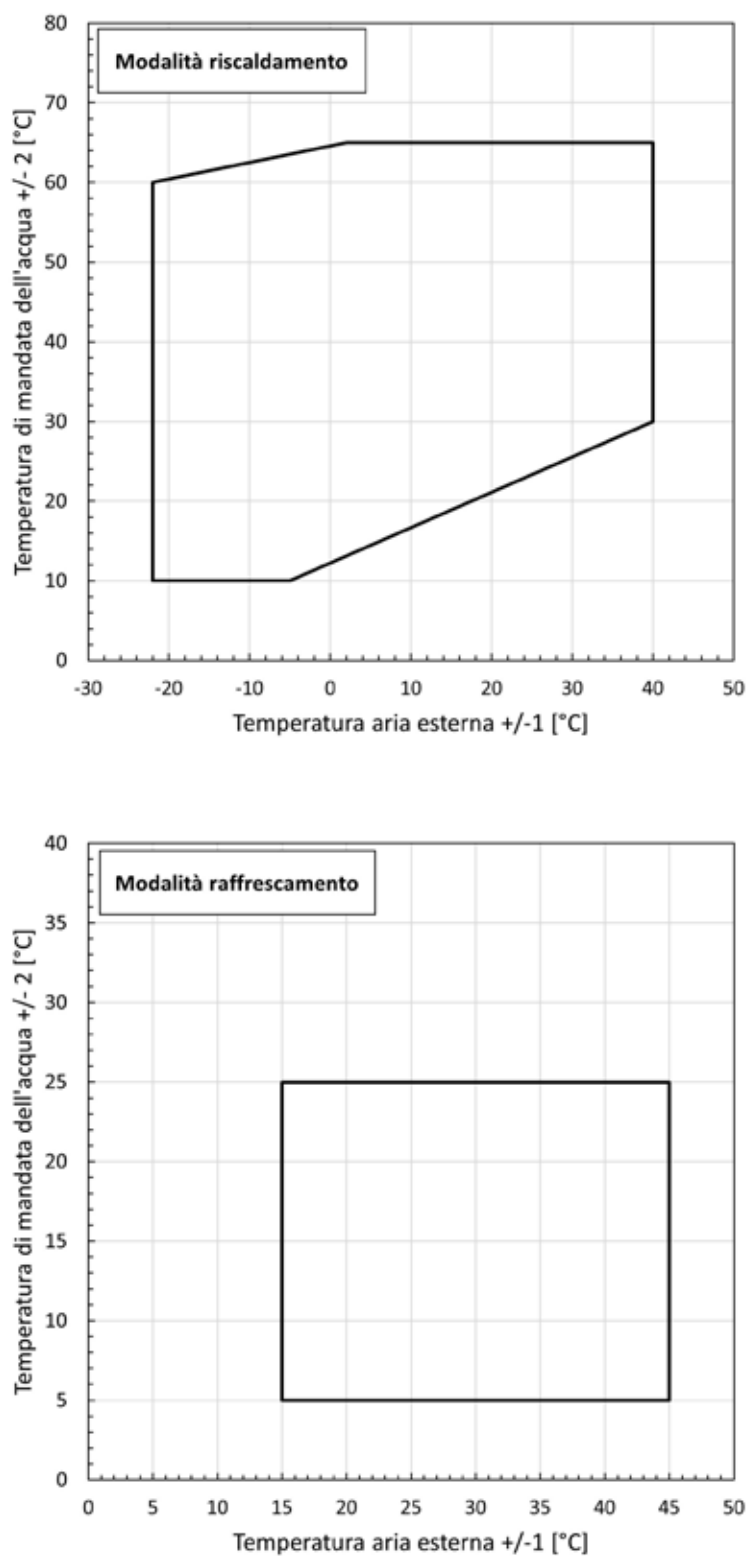 80
Modalità riscaldamento
70
60
50
40
30
20
10
0
Temperatura di mandata dell'acqua +/- 2 [°C]
-30 -20 -10 0 10 20 30 40 50
Temperatura aria esterna +/-1 [°C]
40
Modalità raffrescamento
35
30
25
20
15
10
5
0
Temperatura di mandata dell'acqua +/- 2 [°C]
0 5 10 15 20 25 30 35 40 45 50
Temperatura aria esterna +/-1 [°C]